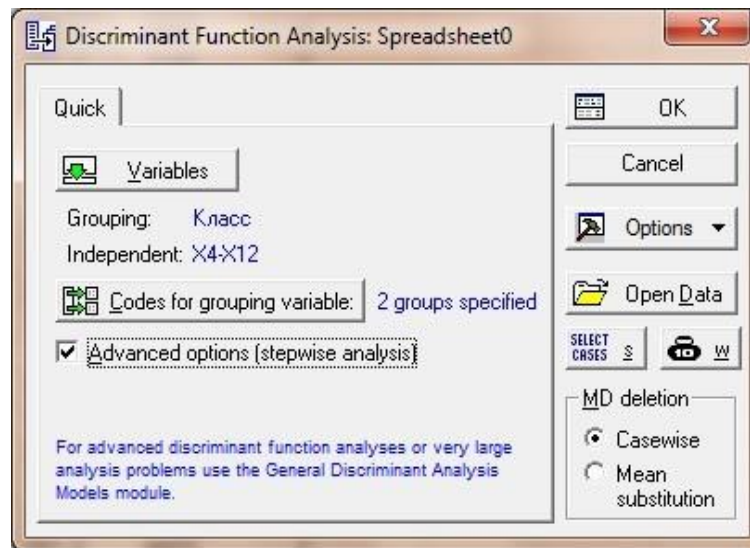 Discriminant Function Analysis: Spreadsheet0
Quick
Variables
Grouping: Класс
Independent: X4-X12
Codes for grouping variable: 2 groups specified
Advanced options (stepwise analysis)
For advanced discriminant function analyses or very large
analysis problems use the General Discriminant Analysis
Models module.
OK
Cancel
Options
Open Data
SELECT
CASES S
W
MD deletion
Casewise
Mean
substitution